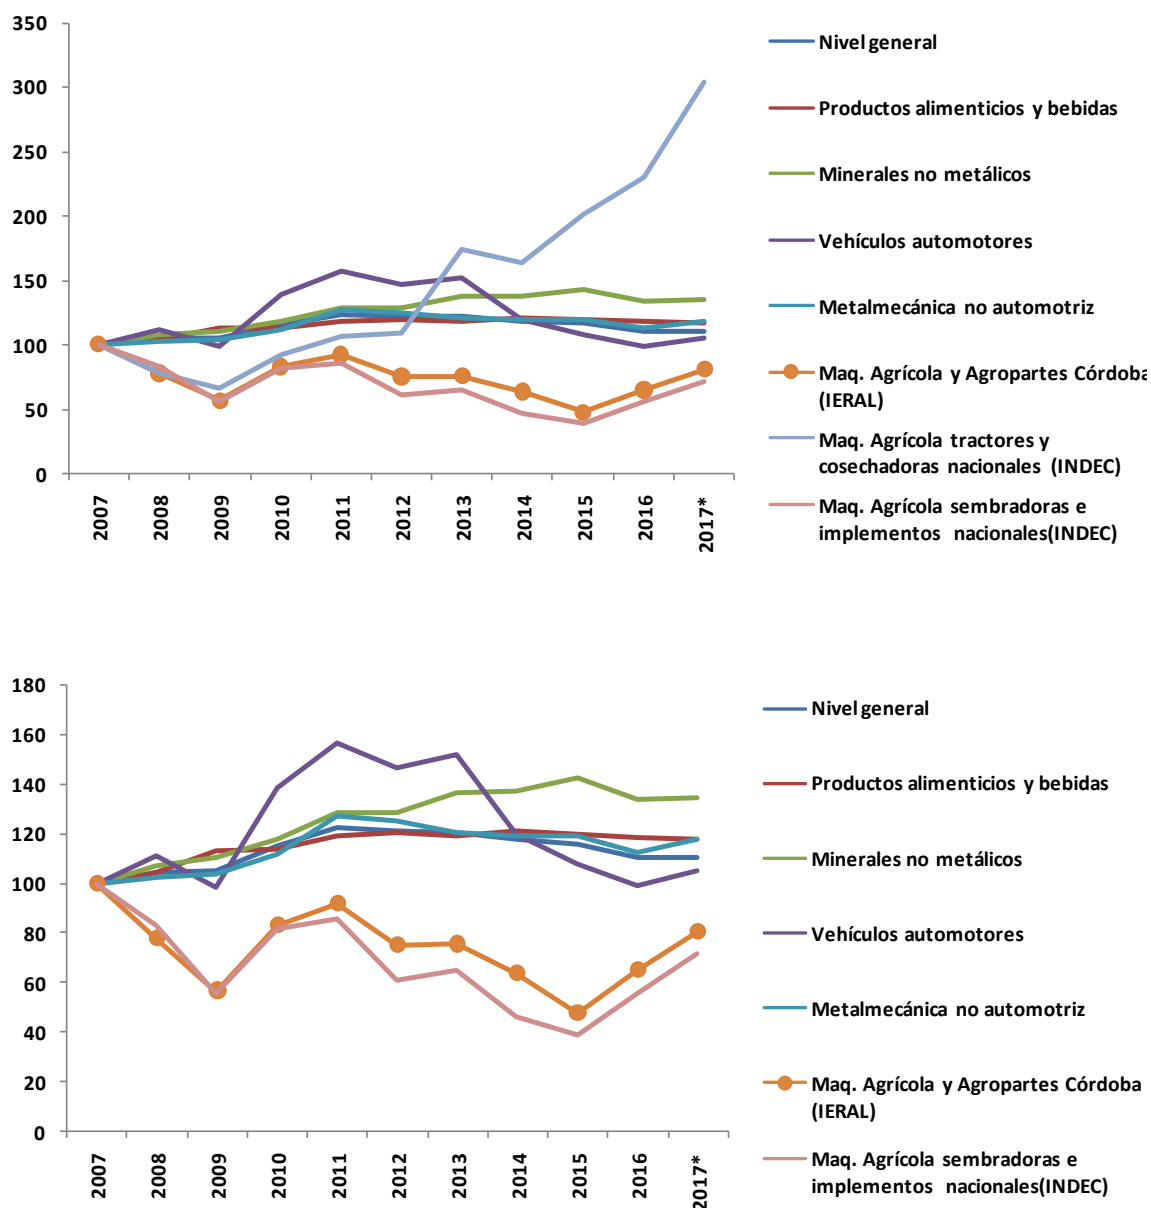 350
300
250
200
150
100
50
0
2007
2008
2009
2010
2011
2012
2013
2014
2015
2016
2017*
Nivel general
Productos alimenticios y bebidas
Minerales no metálicos
Vehículos automotores
Metalmecánica no automotriz
Maq. Agrícola y Agropartes Córdoba
(IERAL)
Maq. Agrícola tractores y
cosechadoras nacionales (INDEC)
Maq. Agrícola sembradoras e
implementos nacionales(INDEC)
180
160
140
120
100
80
60
40
20
0
2007
2008
2009
2010
2011
2012
2013
2014
2015
2016
2017*
Nivel general
Productos alimenticios y bebidas
Minerales no metálicos
Vehículos automotores
Metalmecánica no automotriz
Maq. Agrícola y Agropartes Córdoba
(IERAL)
Maq. Agrícola sembradoras e
implementos nacionales(INDEC)